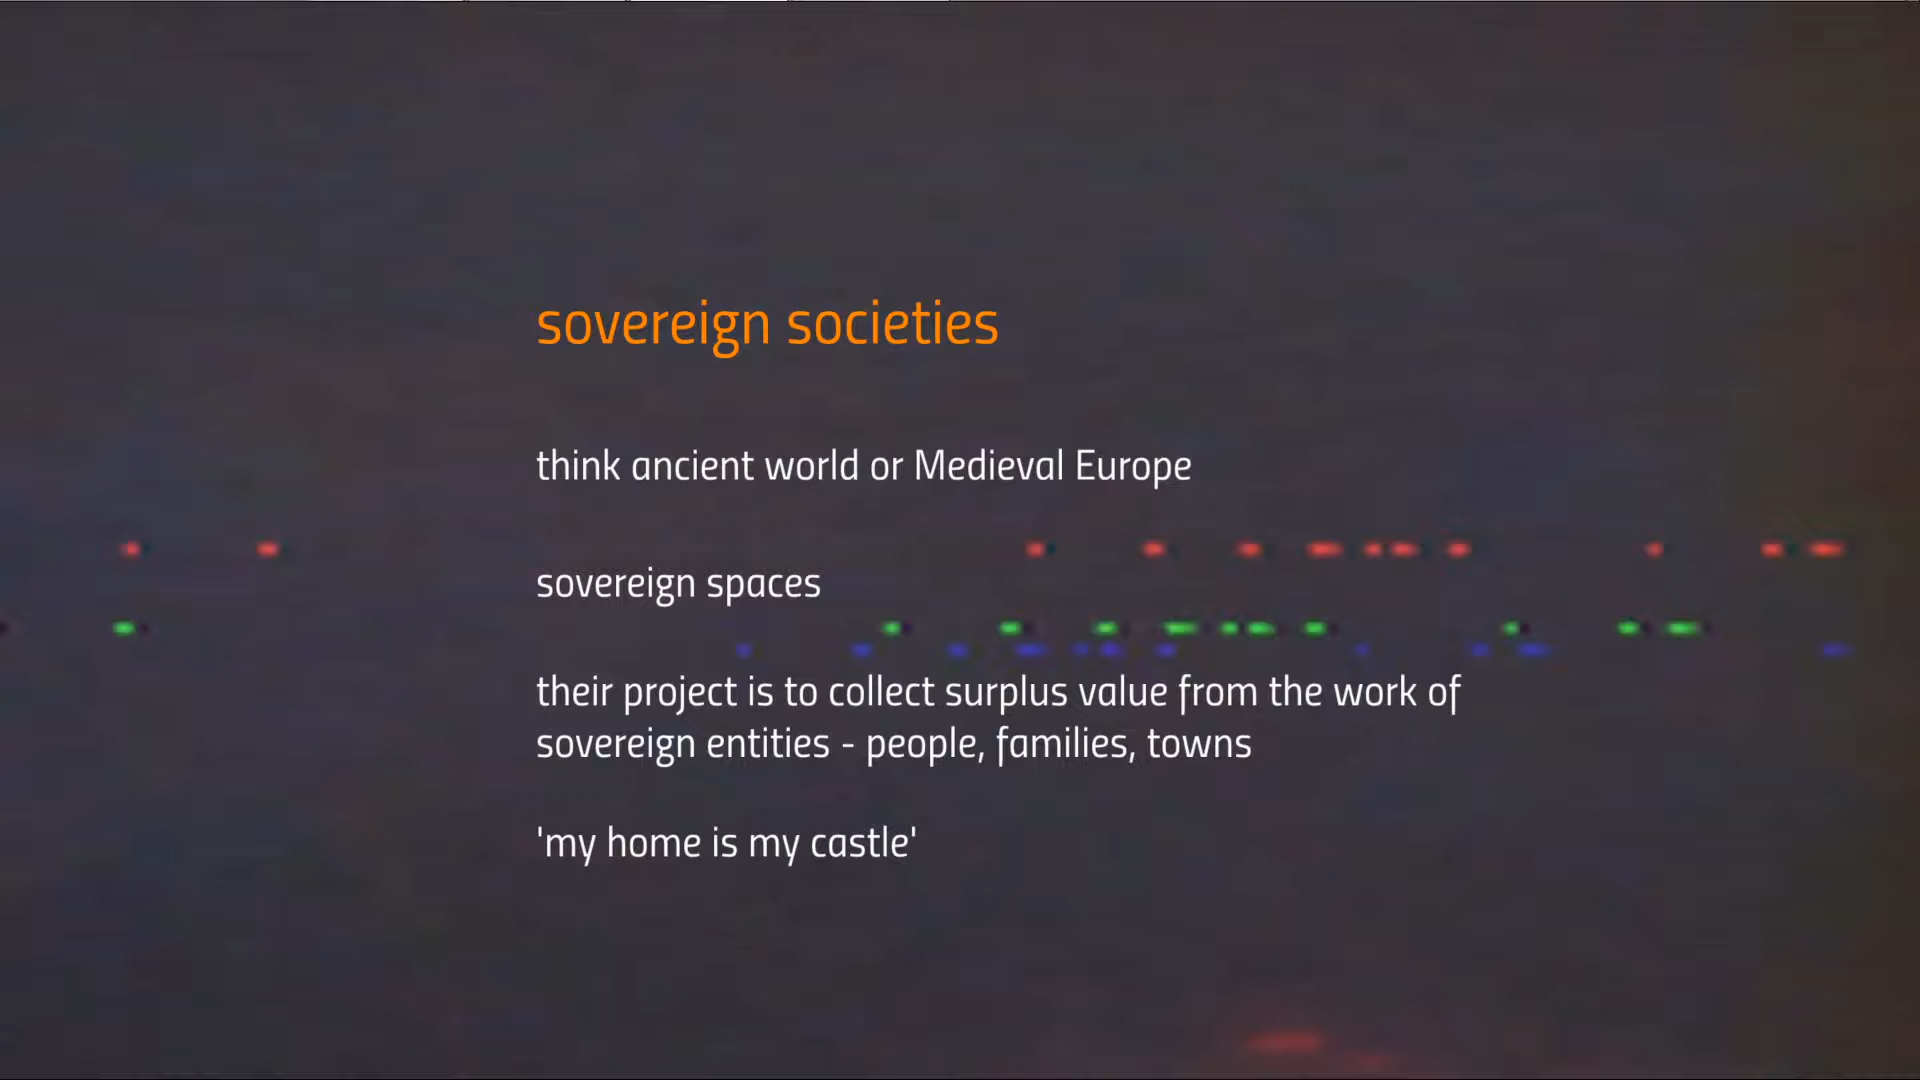 sovereign societies
think ancient world or Medieval Europe
sovereign spaces
their project is to collect surplus value from the work of
sovereign entities - people, families, towns
'my home is my castle'